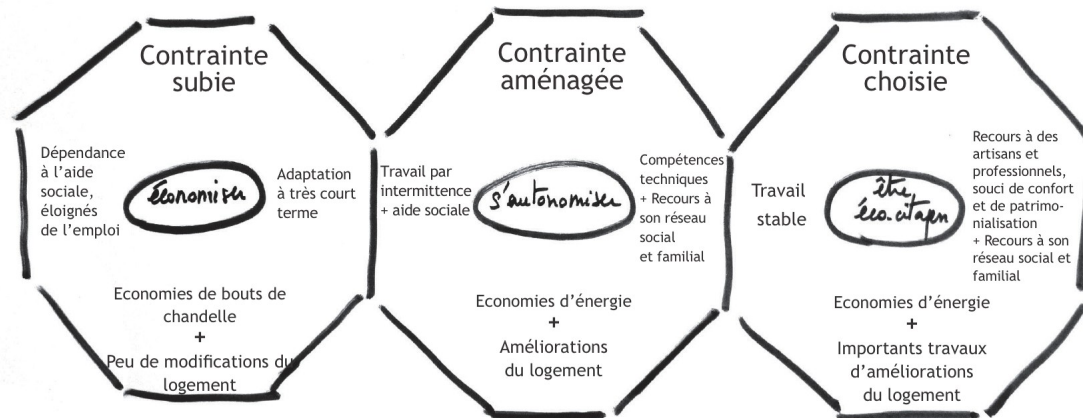 Contrainte
subie
Dépendance
à l'aide
sociale,
éloignés
de l'emploi
économiser
Adaptation
à très court
terme
Economies de bouts de
chandelle
+
Peu de modifications du
logement
Contrainte
aménagée
Travail par
intermittence
+ aide sociale
s'autonomiser
Compétences
techniques
+ Recours à
son réseau
social
et familial
Economies d'énergie
+
Améliorations
du logement
Contrainte
choisie
Travail
stable
être
éco-citoyen
Recours à des
artisans et
professionnels,
souci de confort
et de patrimo-
nialisation
+ Recours à son
réseau social et
familial
Economies d'énergie
+
Importants travaux
d'améliorations
du logement